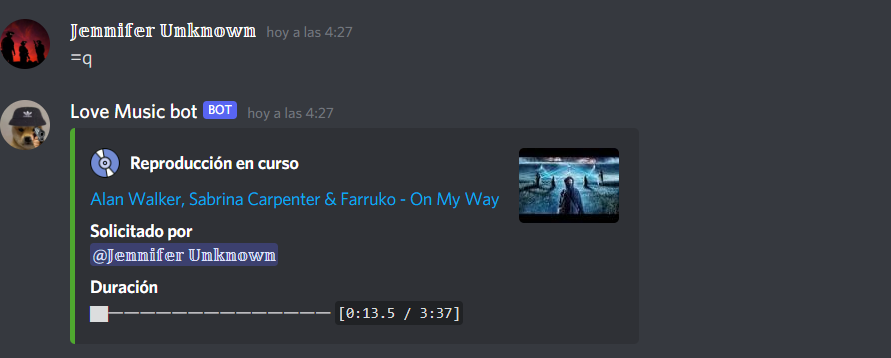 𝕁𝕖𝕟𝕟𝕚𝕗𝕖𝕣 𝕌𝕟𝕜𝕟𝕠𝕨𝕟 hoy a las 4:27
=q
Love Music bot BOT hoy a las 4:27
Reproducción en curso
Alan Walker, Sabrina Carpenter & Farruko - On My Way
Solicitado por
@𝕁𝕖𝕟𝕟𝕚𝕗𝕖𝕣 𝕌𝕟𝕜𝕟𝕠𝕨𝕟
Duración
[0:13.5 / 3:37]